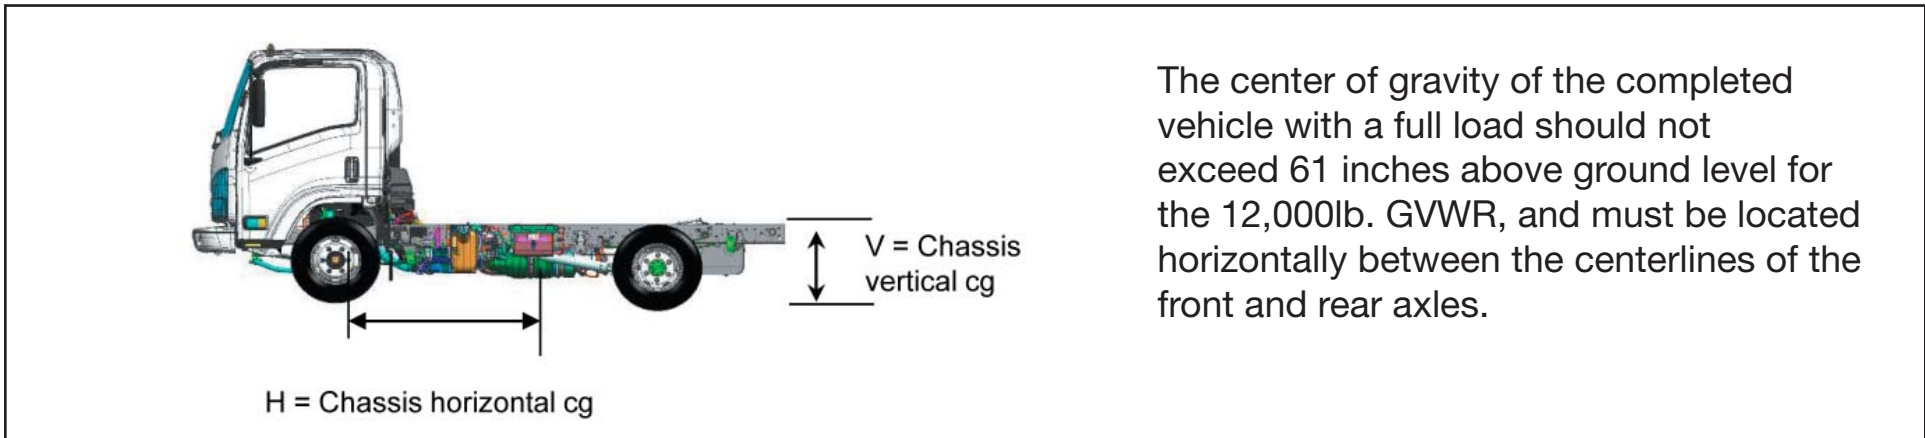 The center of gravity of the completed
vehicle with a full load should not
exceed 61 inches above ground level for
the 12,000lb. GVWR, and must be located
horizontally between the centerlines of the
front and rear axles.
V = Chassis
vertical cg
H = Chassis horizontal cg